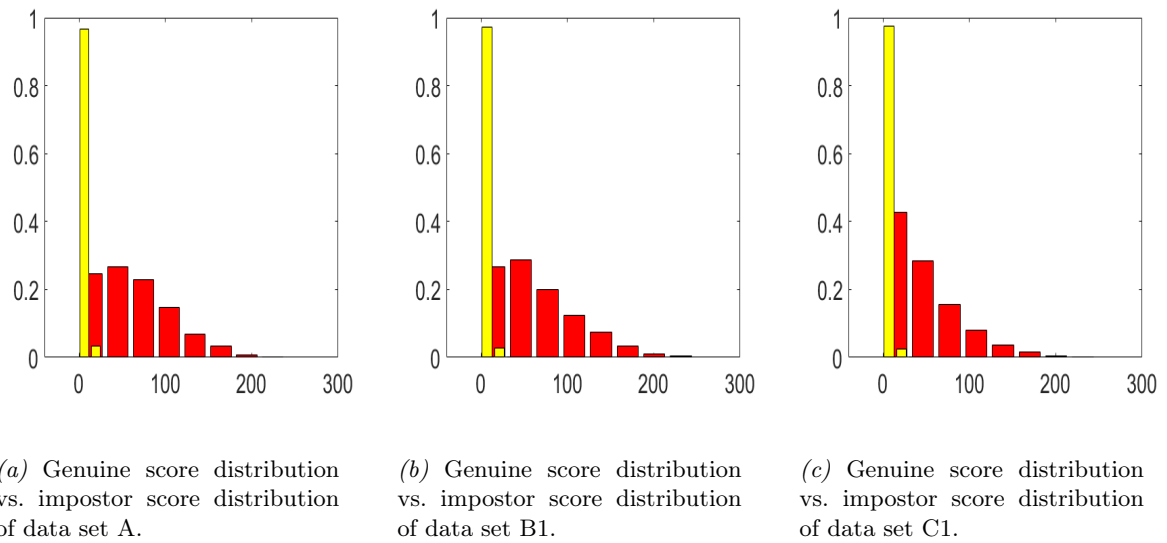 1
0.8
0.6
0.4
0.2
0
0 100 200 300
1
0.8
0.6
0.4
0.2
0
0 100 200 300
1
0.8
0.6
0.4
0.2
0
0 100 200 300
(a) Genuine score distribution
vs. impostor score distribution
of data set A.
(b) Genuine score distribution
vs. impostor score distribution
of data set B1.
(c) Genuine score distribution
vs. impostor score distribution
of data set C1.